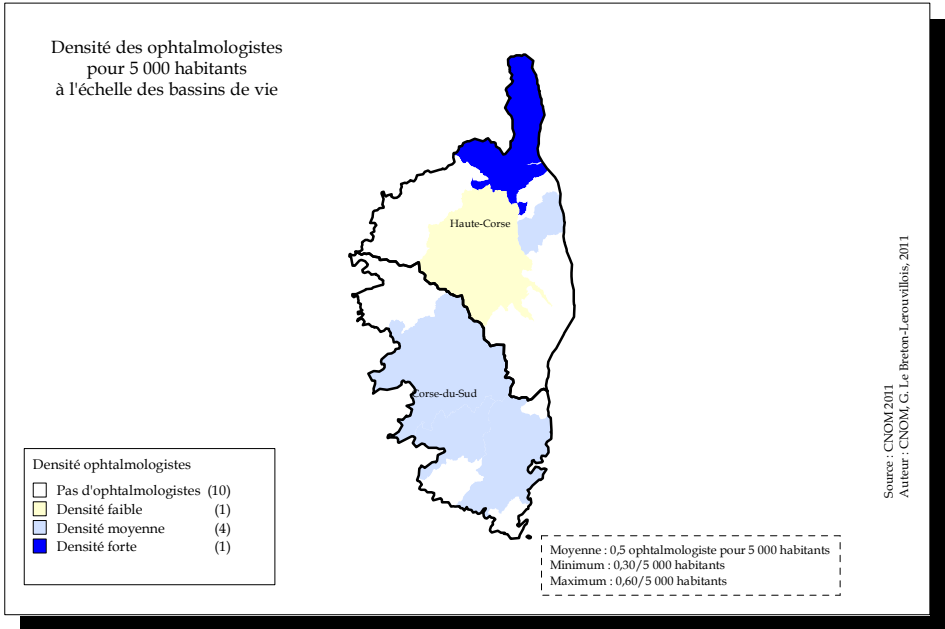 Densité des ophtalmologistes
pour 5 000 habitants
à l'échelle des bassins de vie
Haute-Corse
Corse-du-Sud
Source : CNOM 2011
Auteur : CNOM, G. Le Breton-Lerouvillois, 2011
Densité ophtalmologistes
Pas d'ophtalmologistes (10)
Densité faible (1)
Densité moyenne (4)
Densité forte (1)
Moyenne : 0,5 ophtalmologiste pour 5 000 habitants
Minimum : 0,30/5 000 habitants
Maximum : 0,60/5 000 habitants